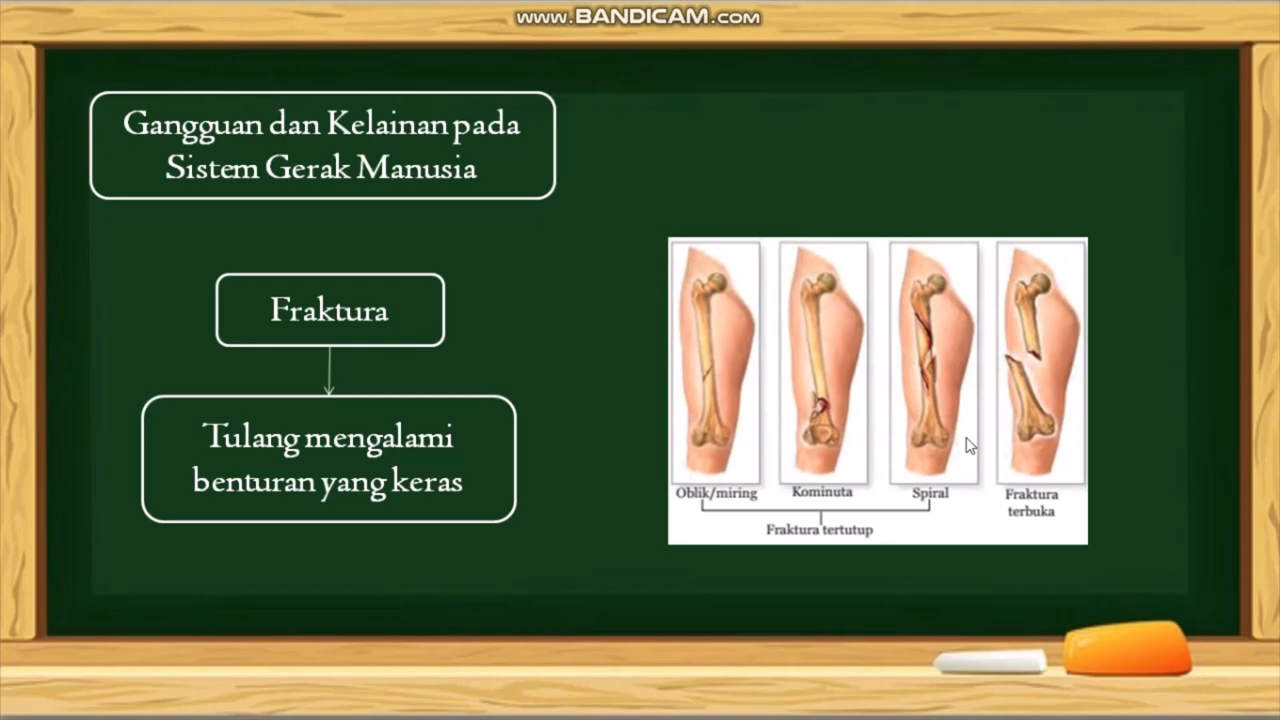 www.BANDICAM.com
Gangguan dan Kelainan pada
Sistem Gerak Manusia
Fraktura
Tulang mengalami
benturan yang keras
Oblik/miring
Kominuta
Spiral
Fraktura
terbuka
Fraktura tertutup